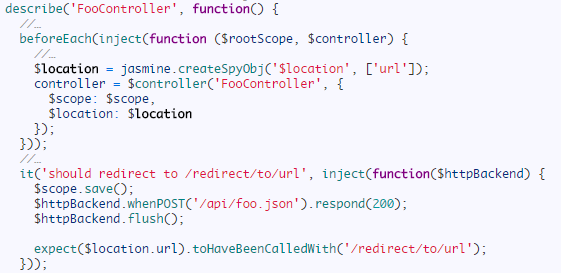 describe('FooController', function() {
  //…
  beforeEach(inject(function ($rootScope, $controller) {
    //…
    $location = jasmine.createSpyObj('$location', ['url']);
    controller = $controller('FooController', {
      $scope: $scope,
      $location: $location
    });
  }));
  //…
  it('should redirect to /redirect/to/url', inject(function($httpBackend) {
    $scope.save();
    $httpBackend.whenPOST('/api/foo.json').respond(200);
    $httpBackend.flush();

    expect($location.url).toHaveBeenCalledWith('/redirect/to/url');
  }));